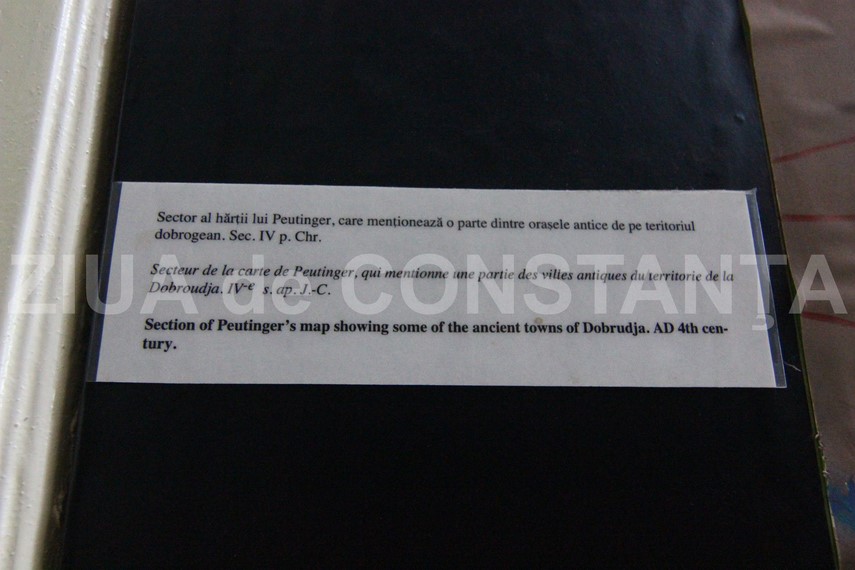 Sector al hărții lui Peutinger, care menționează o parte dintre orașele antice de pe teritoriul
dobrogean. Sec. IV p. Chr.
Secteur de la carte de Peutinger, qui mentionne une partie des villes antiques du territorie de la
Dobroudja. IV-e s. ap. J.-C.
Section of Peutinger's map showing some of the ancient towns of Dobrudja. AD 4th cen-
tury.
ZIUA de CONSTANȚA